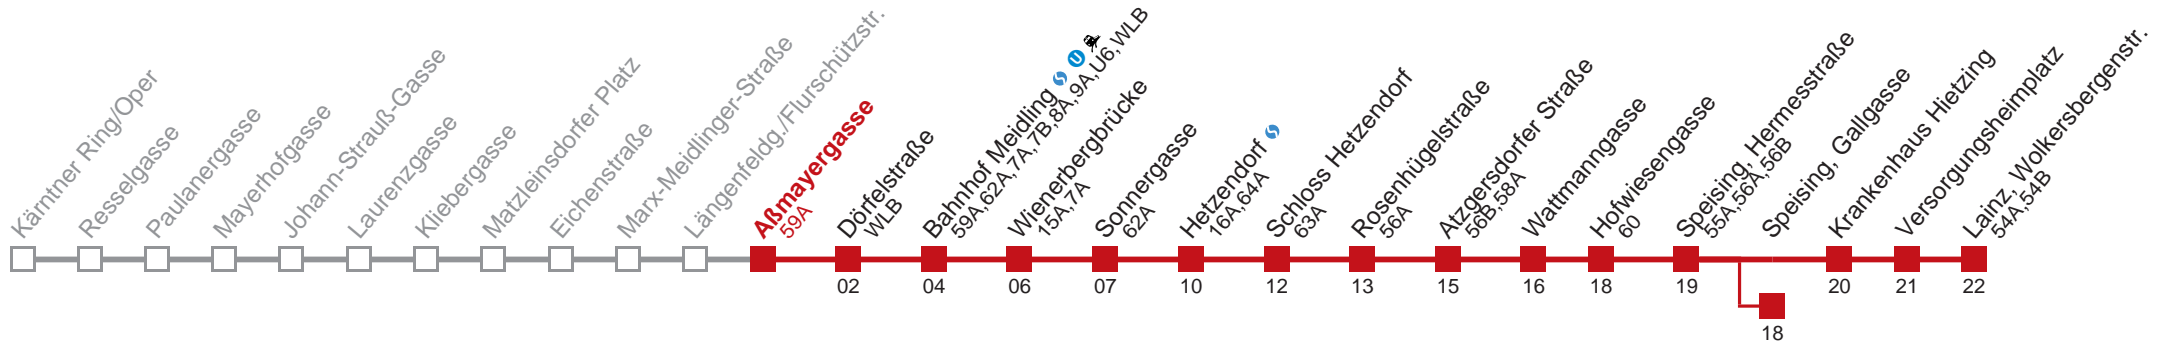 Kärntner Ring/Oper
Resselgasse
Paulanergasse
Mayerhofgasse
Johann-Strauß-Gasse
Laurenzgasse
Kliebergasse
Matzleinsdorfer Platz
Eichenstraße
Marx-Meidlinger-Straße
Längenfeldg./Flurschützstr.
Aßmayergasse
59A
Dörfelstraße
WLB
02
Bahnhof Meidling S U
59A,62A,7A,7B,8A,9A,U6,WLB
04
Wienerbergbrücke
15A,7A
06
Sonnergasse
62A
07
Hetzendorf S
16A,64A
10
Schloss Hetzendorf
63A
12
Rosenhügelstraße
56A
13
Atzgersdorfer Straße
56B,58A
15
Wattmanngasse
16
Hofwiesengasse
60
18
Speising, Hermesstraße
55A,56A,56B
19
Speising, Gallgasse
18
Krankenhaus Hietzing
20
Versorgungsheimplatz
21
Lainz, Wolkersbergenstr.
54A,54B
22